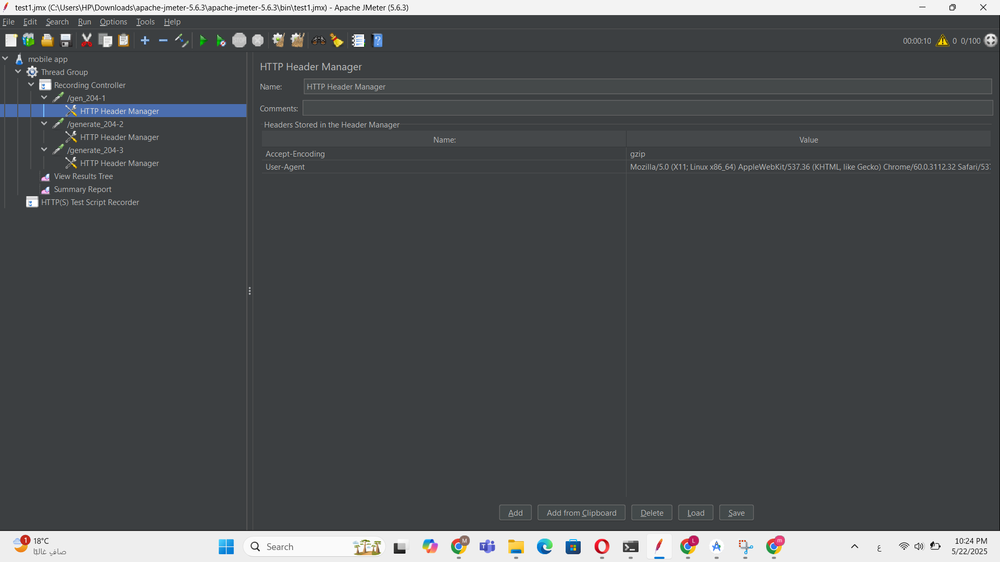 test1.jmx (C:\Users\HP\Downloads\apache-jmeter-5.6.3\apache-jmeter-5.6.3\bin\test1.jmx) - Apache JMeter (5.6.3)
File Edit Search Run Options Tools Help
STOP
00:00:10 0 0/100
mobile app
Thread Group
Recording Controller
/gen_204-1
HTTP Header Manager
/generate_204-2
HTTP Header Manager
/generate_204-3
HTTP Header Manager
View Results Tree
Summary Report
HTTP(S) Test Script Recorder
HTTP Header Manager
Name: HTTP Header Manager
Comments:
Headers Stored in the Header Manager
Name: Value
Accept-Encoding gzip
User-Agent Mozilla/5.0 (X11; Linux x86_64) AppleWebKit/537.36 (KHTML, like Gecko) Chrome/60.0.3112.32 Safari/537
Add Add from Clipboard Delete Load Save
1 18°C
صافٍ غالبًا
Search
M
L
m
ع
10:24 PM
5/22/2025